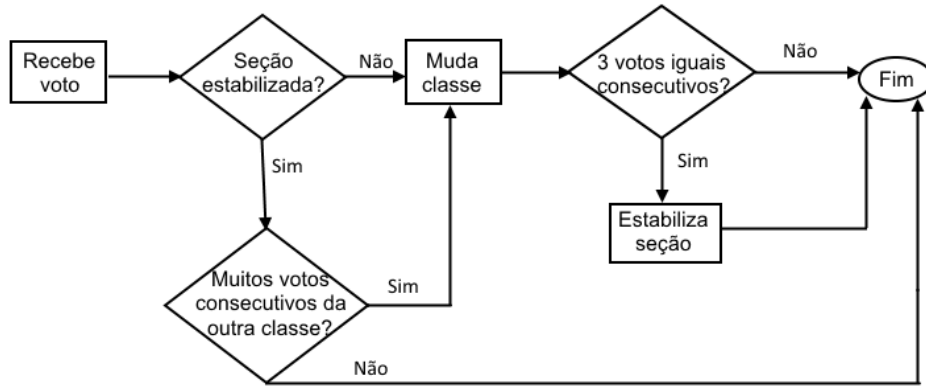 Recebe
voto
Seção
estabilizada?
Não
Muda
classe
3 votos iguais
consecutivos?
Não
Fim
Sim
Sim
Estabiliza
seção
Muitos votos
consecutivos da
outra classe?
Sim
Não